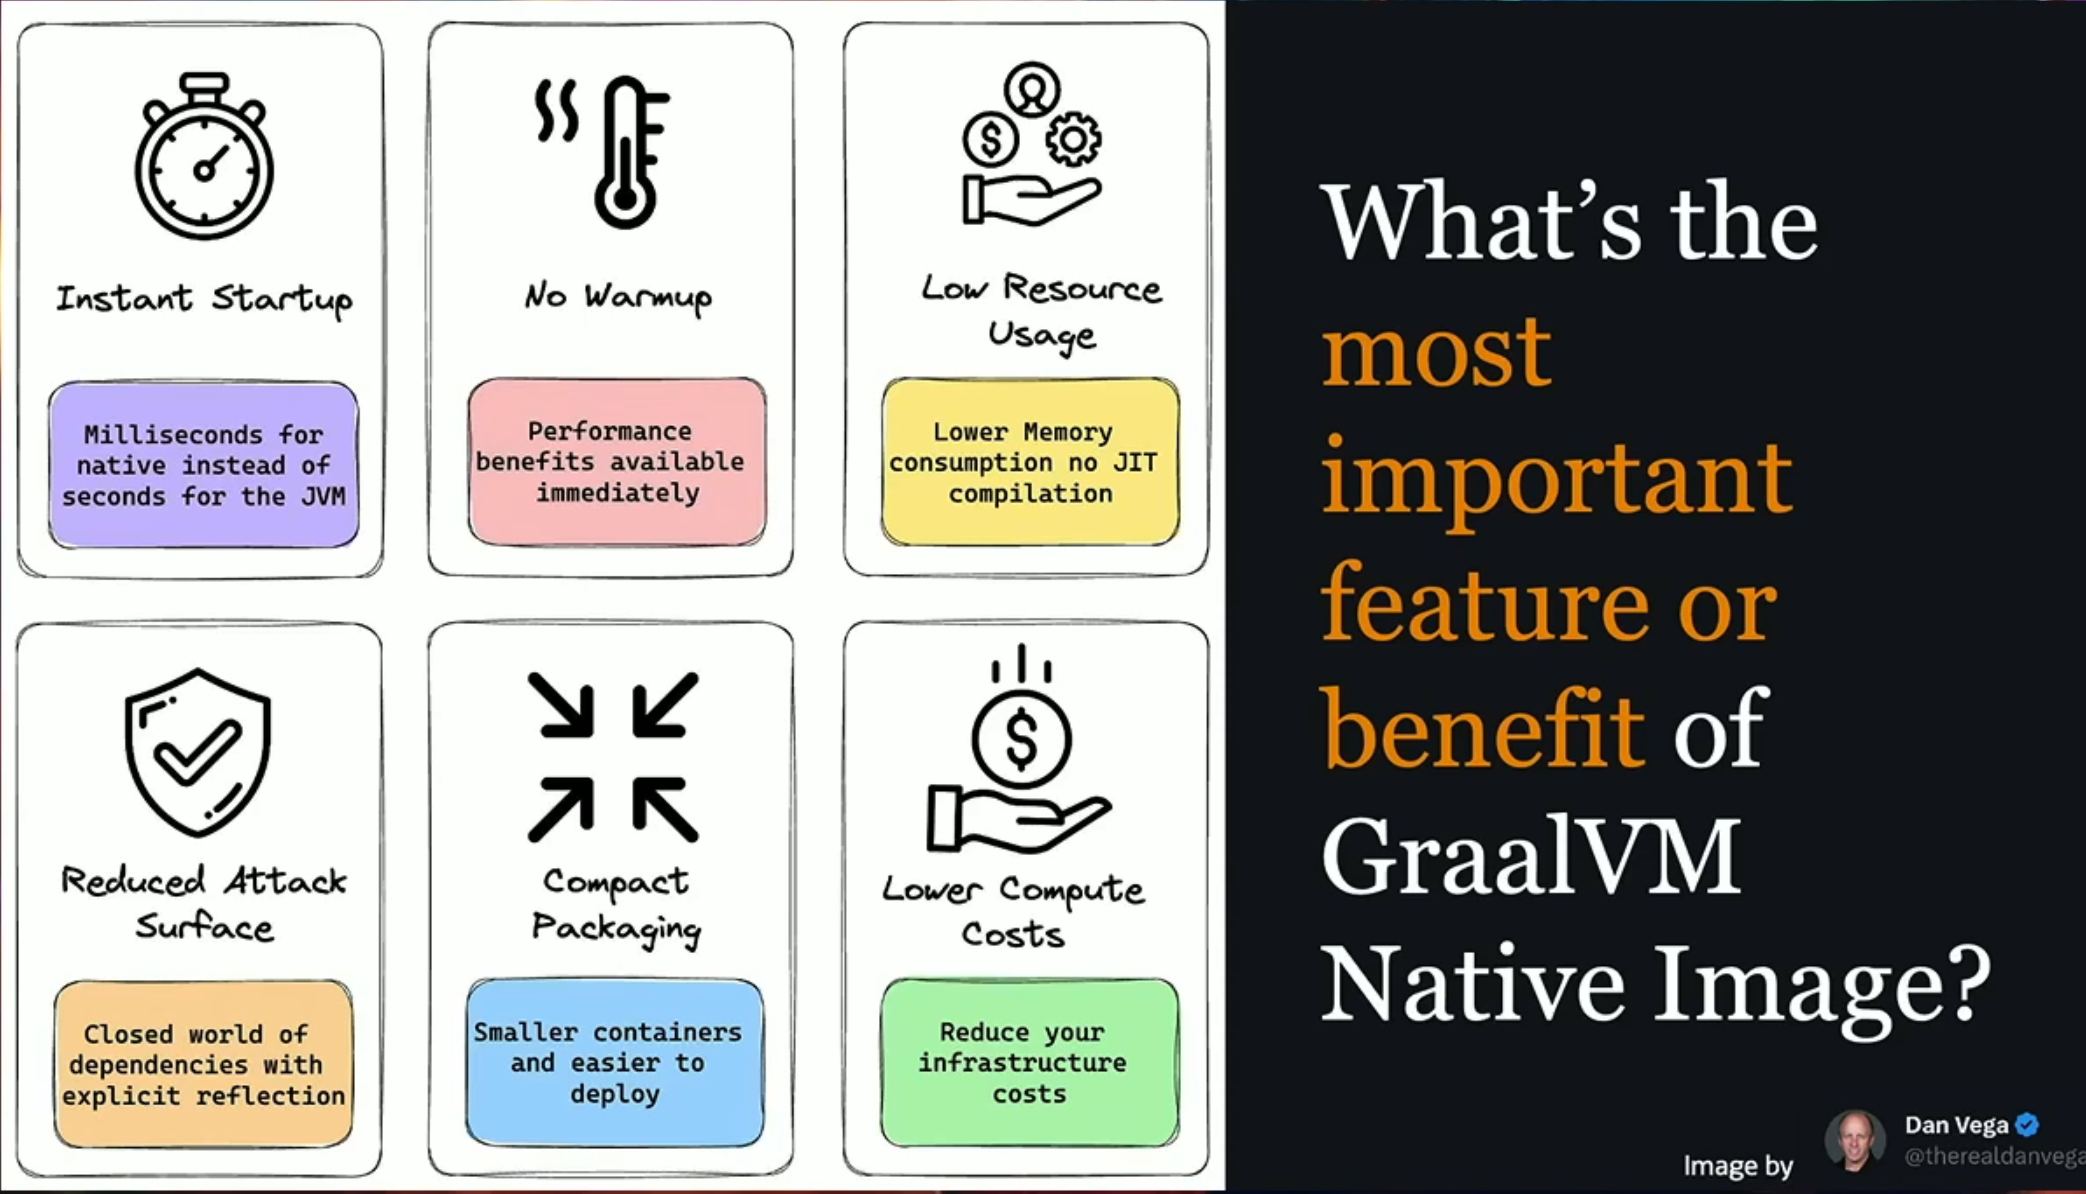 Instant Startup
Milliseconds for
native instead of
seconds for the JVM
No Warmup
Performance
benefits available
immediately
Low Resource
Usage
Lower Memory
consumption no JIT
compilation
Reduced Attack
Surface
Closed world of
dependencies with
explicit reflection
Compact
Packaging
Smaller containers
and easier to
deploy
Lower Compute
Costs
Reduce your
infrastructure
costs
What's the
most
important
feature or
benefit of
GraalVM
Native Image?
Image by
Dan Vega
@therealdanvega